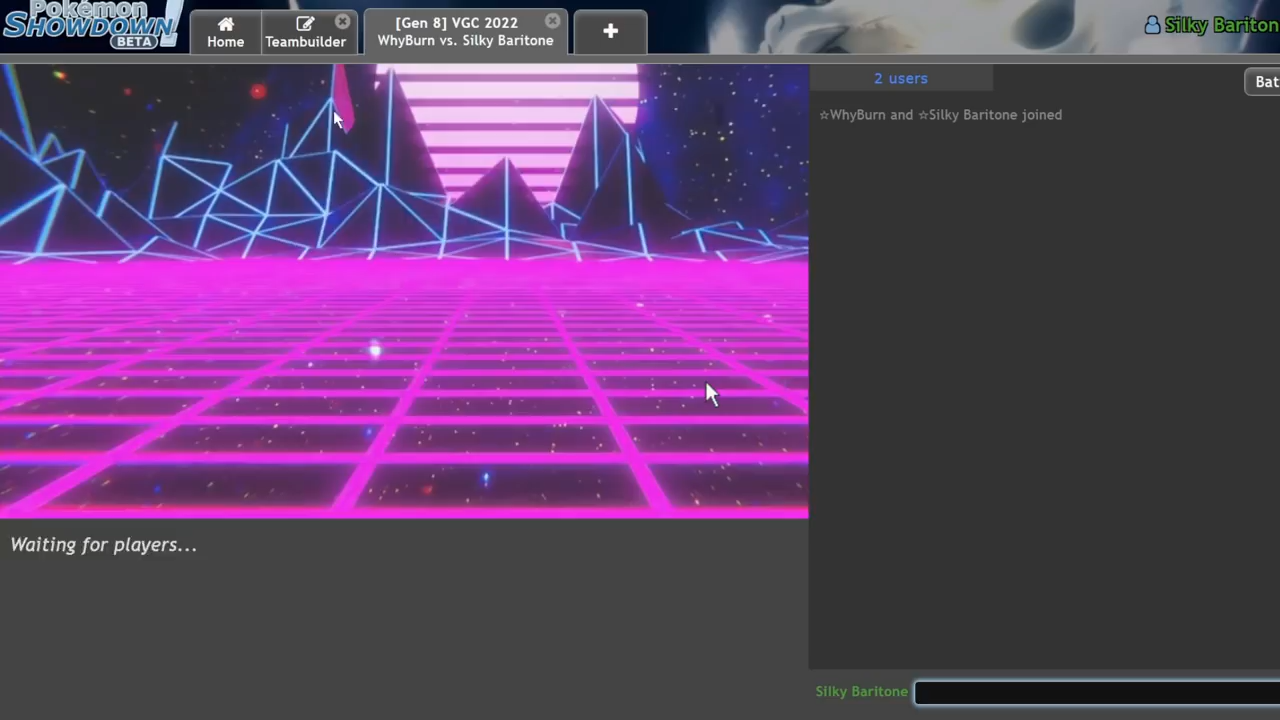 Pokémon
SHOWDOWN!
BETA
Home
Teambuilder
[Gen 8] VGC 2022
WhyBurn vs. Silky Baritone
Silky Bariton
2 users
Bat
☆WhyBurn and ☆Silky Baritone joined
Waiting for players...
Silky Baritone